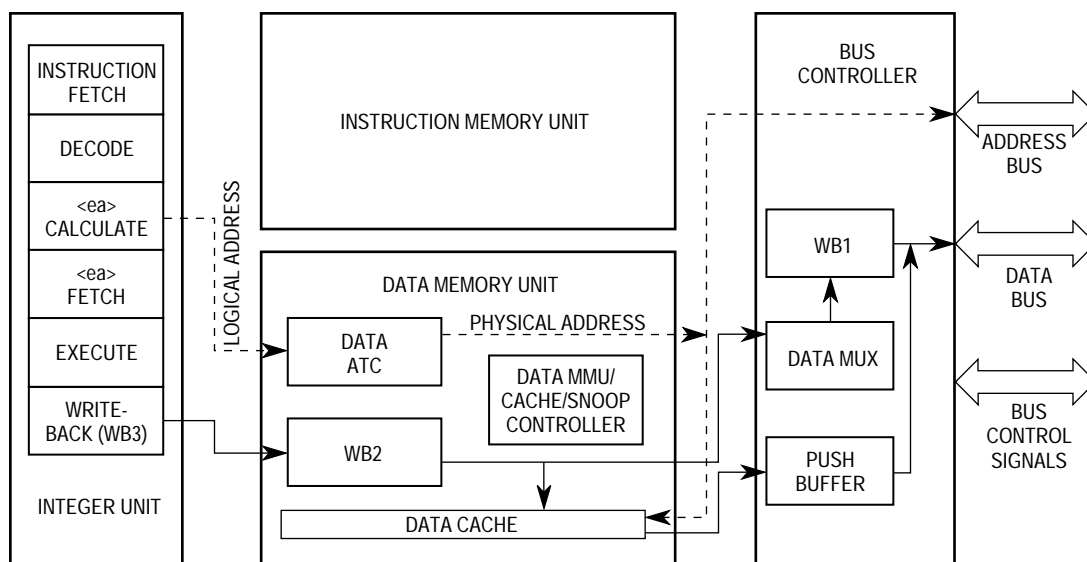 INSTRUCTION
FETCH
DECODE
<ea>
CALCULATE
<ea>
FETCH
EXECUTE
WRITE-
BACK (WB3)
INTEGER UNIT
LOGICAL ADDRESS
INSTRUCTION MEMORY UNIT
DATA MEMORY UNIT
DATA
ATC
PHYSICAL ADDRESS
DATA MMU/
CACHE/SNOOP
CONTROLLER
WB2
DATA CACHE
BUS
CONTROLLER
WB1
DATA MUX
PUSH
BUFFER
ADDRESS
BUS
DATA
BUS
BUS
CONTROL
SIGNALS